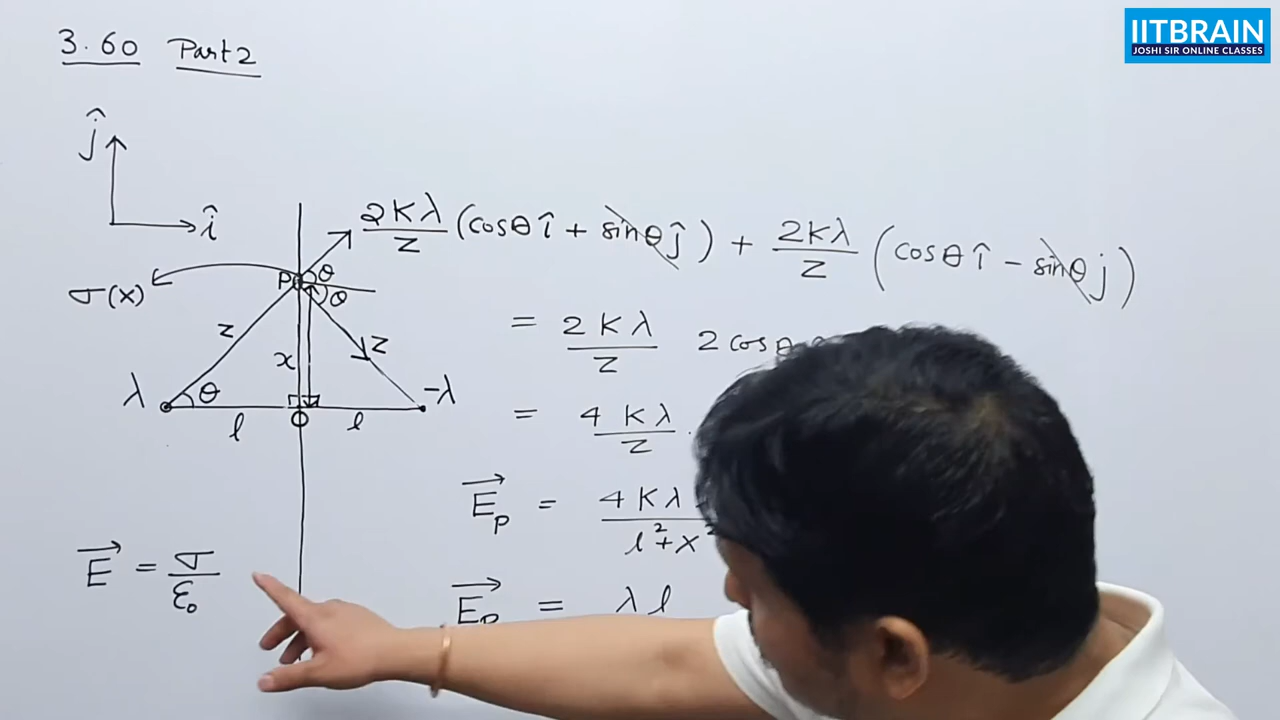 IITBRAIN
JOSHI SIR ONLINE CLASSES
3.60 Part 2
ĵ
î
2Kλ/z (cosθ î + sinθ ĵ) + 2Kλ/z (cosθ î − sinθ j)
P θ
θ
σ(x)
= 2Kλ/z 2cosθ
z
z
x
λ θ
−λ
= 4Kλ/z .
O
l
l
E⃗p = 4Kλ / l²+x²
E⃗ = σ/ε₀
E⃗p = λl